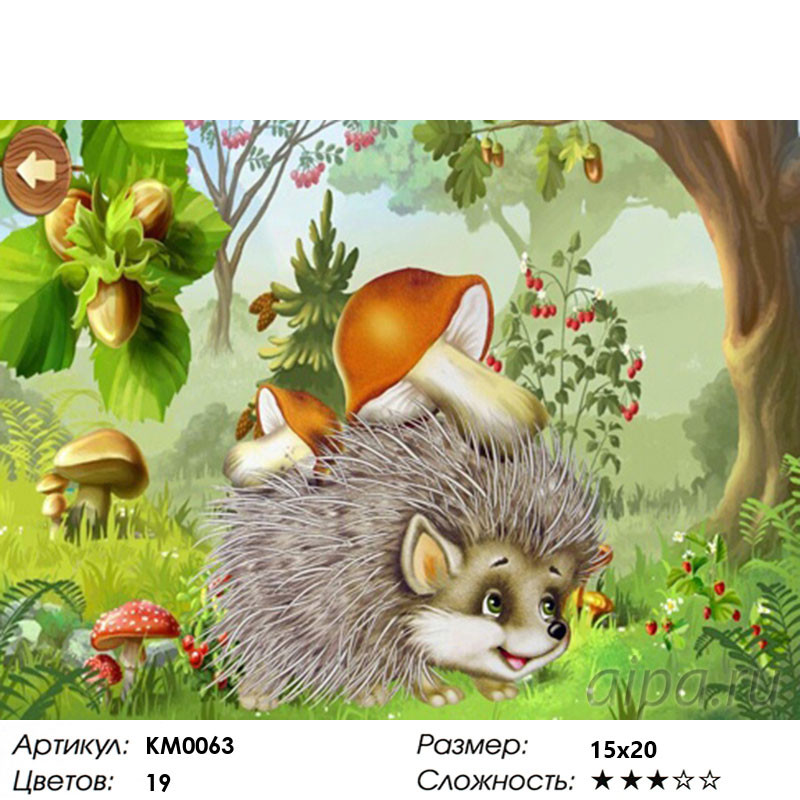 aipa.ru
Артикул: KM0063 Размер: 15x20
Цветов: 19 Сложность: ★★★☆☆